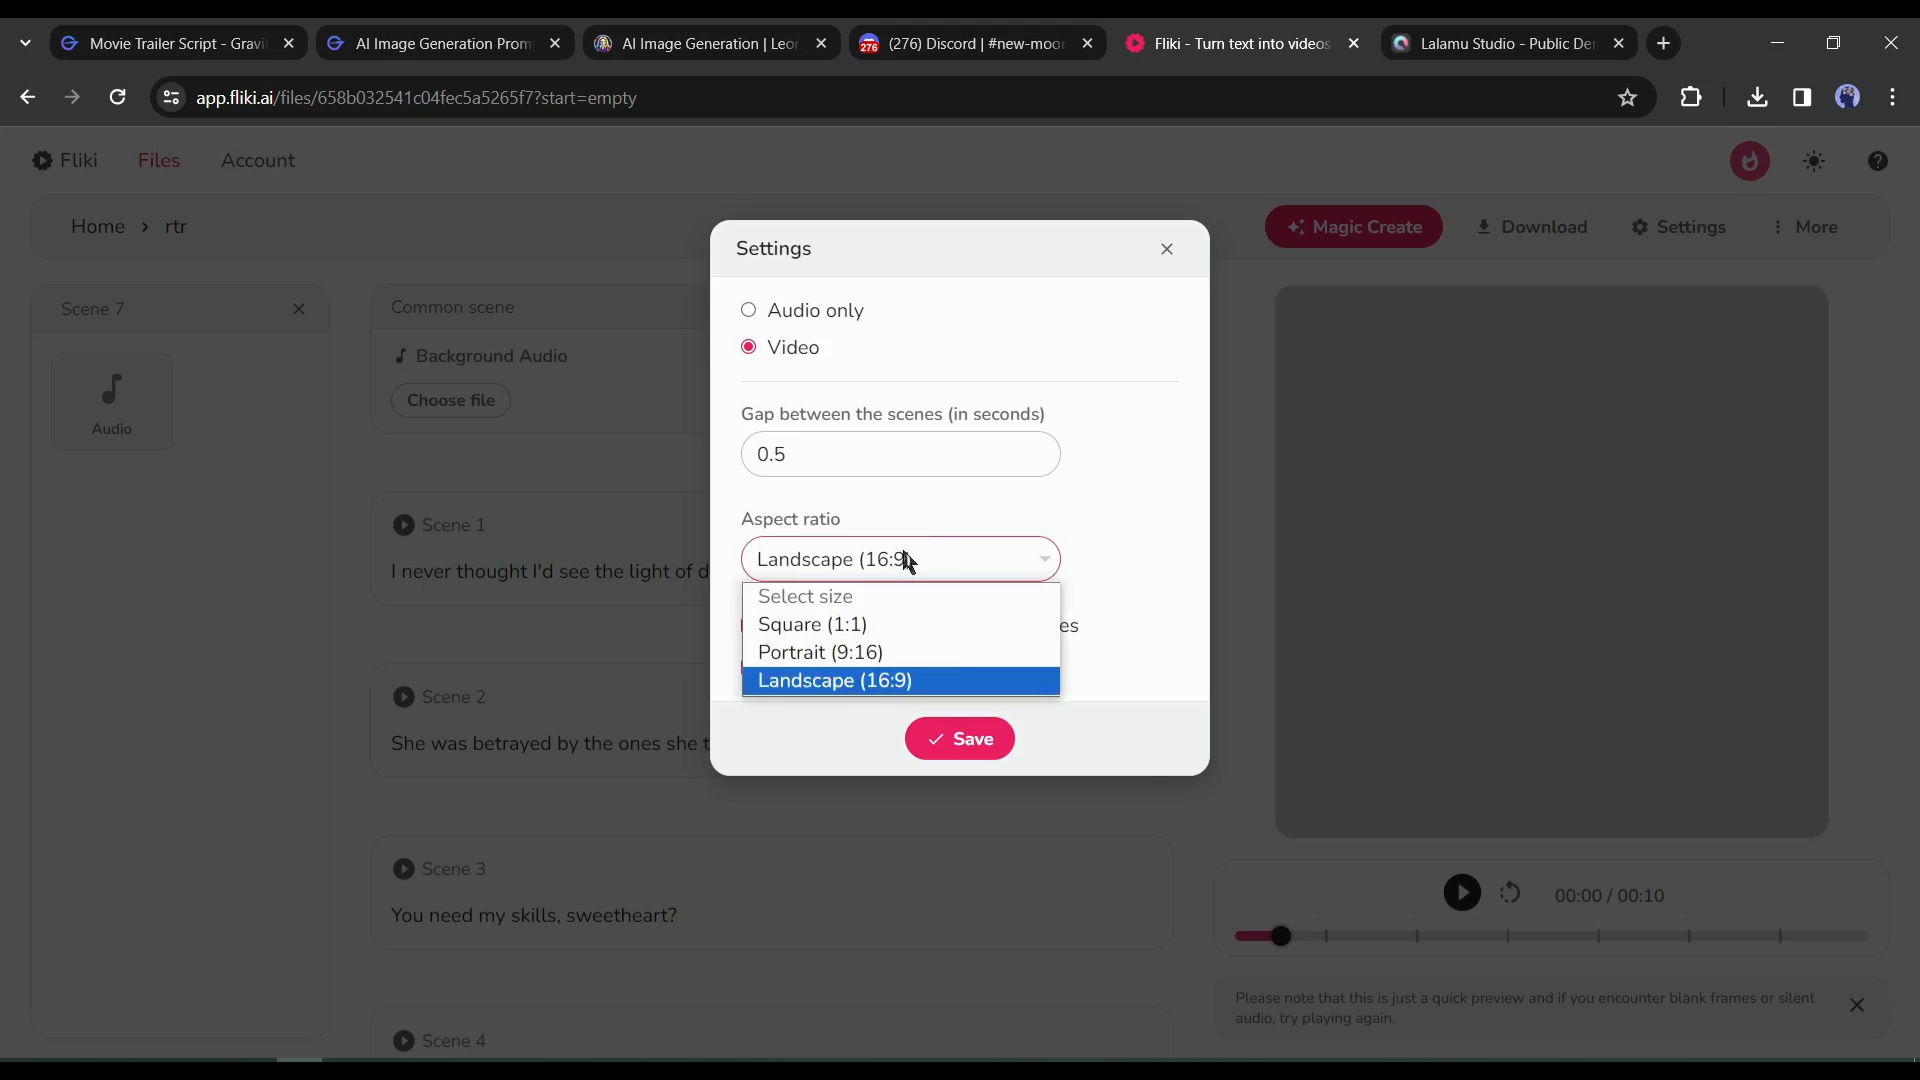 Movie Trailer Script - Gravi
AI Image Generation Prom
AI Image Generation | Leo
276
(276) Discord | #new-moo
Fliki - Turn text into videos
Lalamu Studio - Public De
app.fliki.ai/files/658b032541c04fec5a5265f7?start=empty
Fliki
Files
Account
Home › rtr
Magic Create
Download
Settings
More
Scene 7
Audio
Common scene
Background Audio
Choose file
Scene 1
I never thought I'd see the light of d
Scene 2
She was betrayed by the ones she t
Scene 3
You need my skills, sweetheart?
Scene 4
Settings
Audio only
Video
Gap between the scenes (in seconds)
0.5
Aspect ratio
Landscape (16:9)
Select size
Square (1:1)
Portrait (9:16)
Landscape (16:9)
es
Save
00:00 / 00:10
Please note that this is just a quick preview and if you encounter blank frames or silent
audio, try playing again.